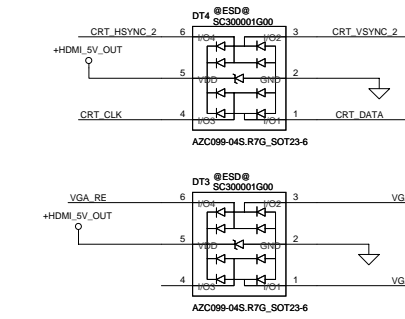 DT4 @ESD@
SC300001G00
CRT_HSYNC_2 6 I/O4 I/O2 3 CRT_VSYNC_2
+HDMI_5V_OUT
5 VDD GND 2
CRT_CLK 4 I/O3 I/O1 1 CRT_DATA
AZC099-04S.R7G_SOT23-6
DT3 @ESD@
SC300001G00
VGA_RE 6 I/O4 I/O2 3 VG
+HDMI_5V_OUT
5 VDD GND 2
4 I/O3 I/O1 1 VG
AZC099-04S.R7G_SOT23-6